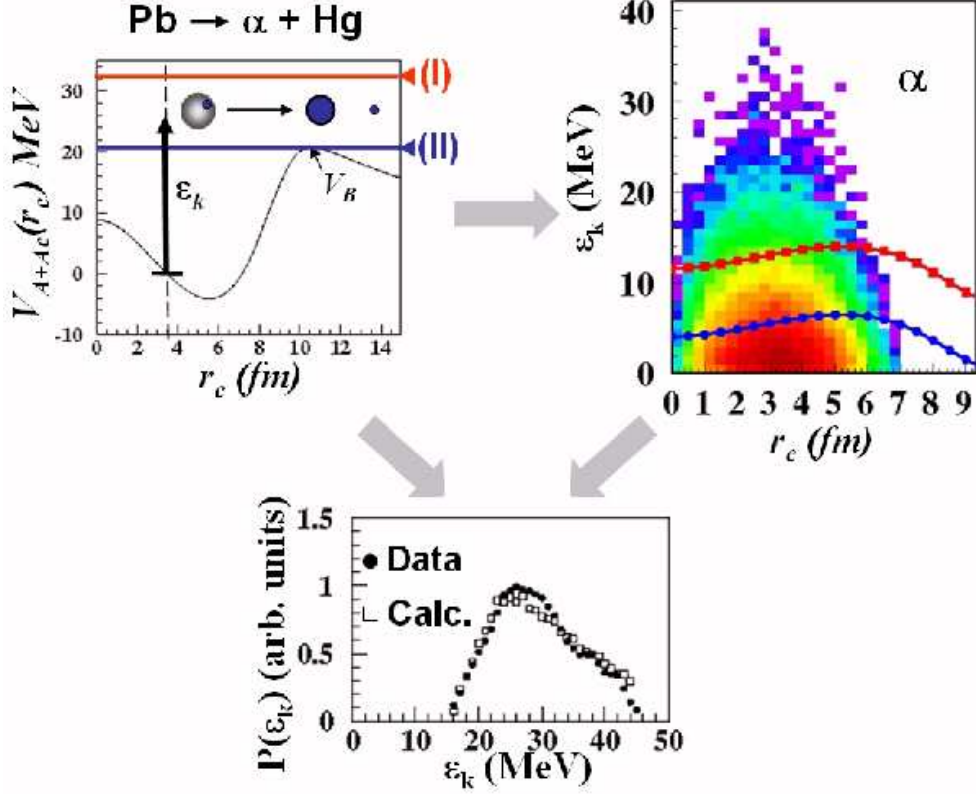 Pb → α + Hg
V_{A+Ac}(r_c) MeV
30
20
10
0
-10
0 2 4 6 8 10 12 14
r_c (fm)
(I)
(II)
ε_k
V_B
ε_k (MeV)
40
30
20
10
0
α
0 1 2 3 4 5 6 7 8 9
r_c (fm)
P(ε_k) (arb. units)
1.5
1
0.5
0
● Data
□ Calc.
0 10 20 30 40 50
ε_k (MeV)